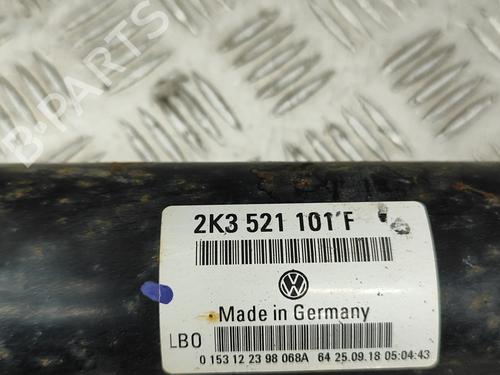 B-PARTS
2K3 521 101 F
Made in Germany
LBO
0 153 12 23 98 068A 64 25.09.18 05:04:43